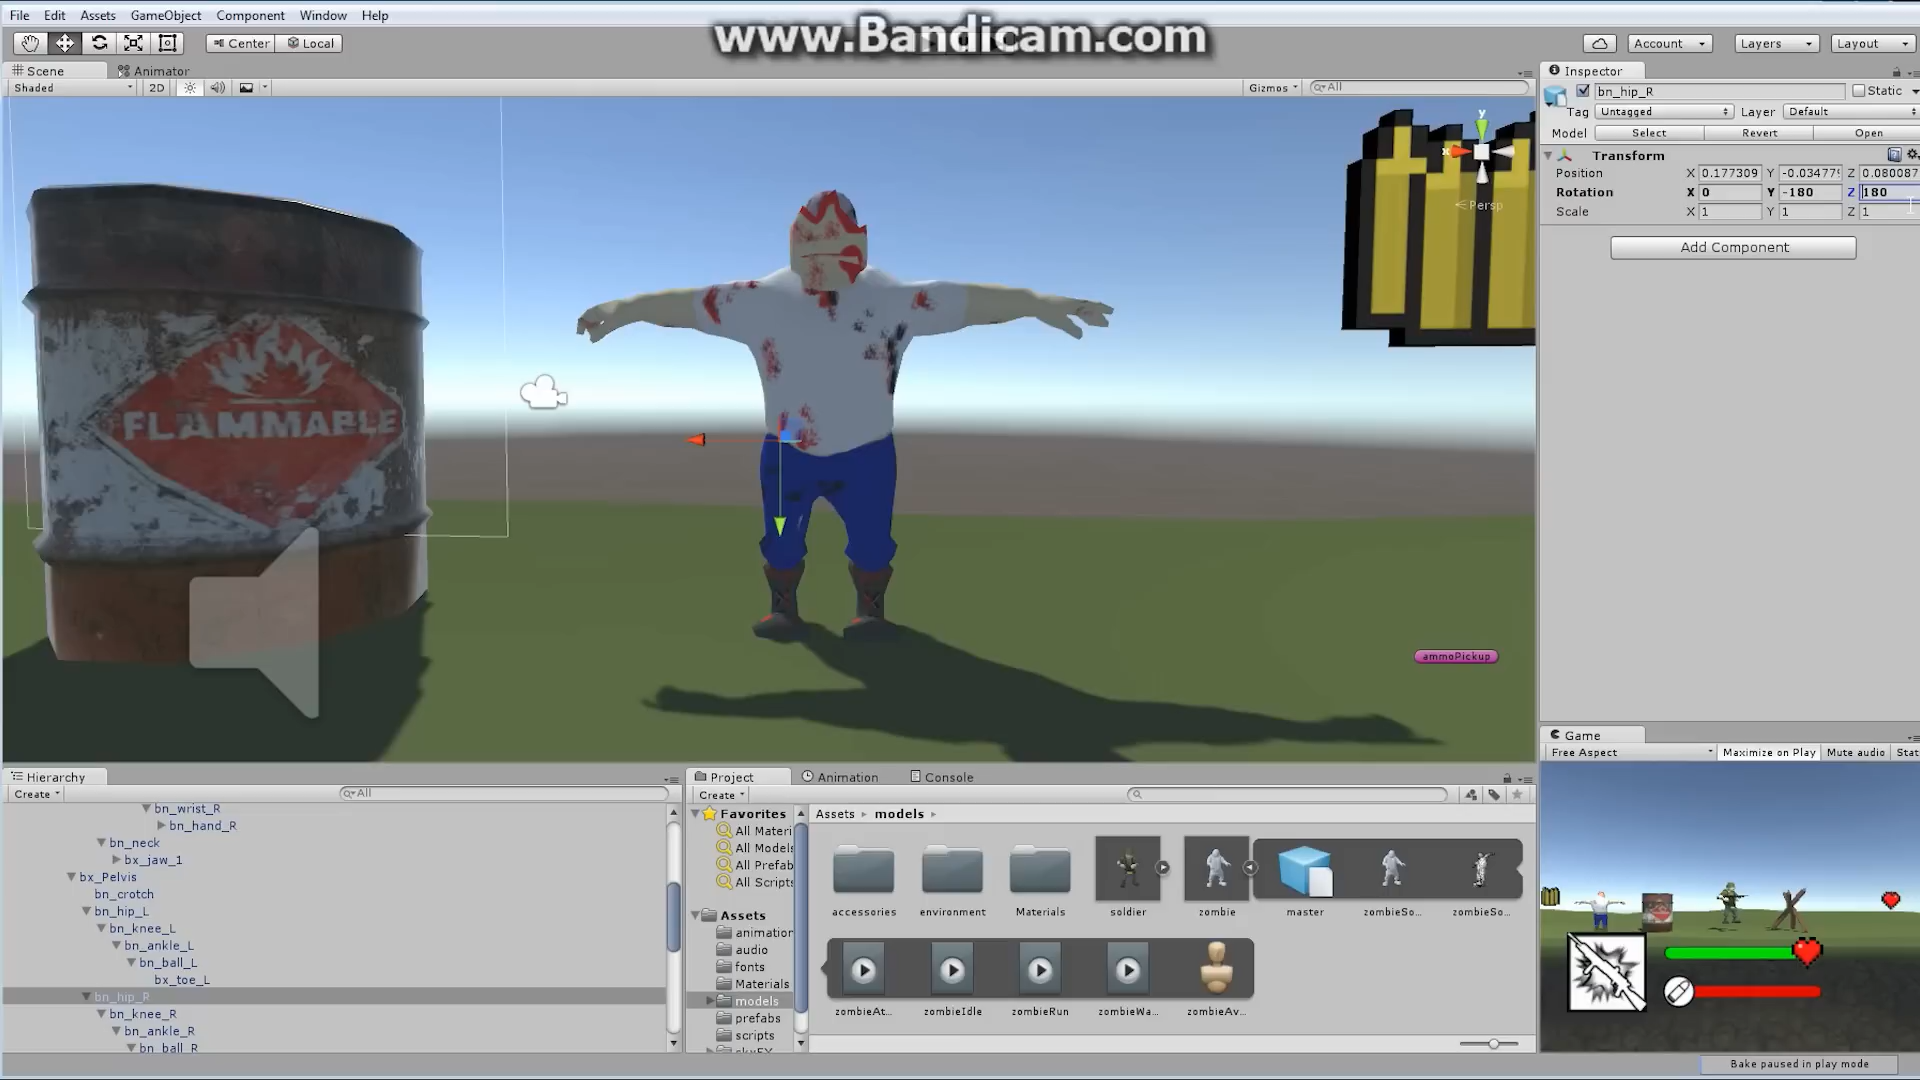 File Edit Assets GameObject Component Window Help
www.Bandicam.com
Center Local
Account Layers Layout
Scene Animator
Inspector
Shaded 2D
Gizmos All
bn_hip_R Static
Tag Untagged Layer Default
Model Select Revert Open
Transform
Position X 0.177309 Y -0.03477 Z 0.080087
Rotation X 0 Y -180 Z 180
Scale X 1 Y 1 Z 1
Add Component
y
x
Persp
FLAMMABLE
ammoPickup
Game
Free Aspect Maximize on Play Mute audio Stat
Hierarchy
Create All
bn_wrist_R
bn_hand_R
bn_neck
bx_jaw_1
bx_Pelvis
bn_crotch
bn_hip_L
bn_knee_L
bn_ankle_L
bn_ball_L
bx_toe_L
bn_hip_R
bn_knee_R
bn_ankle_R
bn_ball_R
Project Animation Console
Create
Favorites
All Materi
All Models
All Prefab
All Scripts
Assets
animation
audio
fonts
Materials
models
prefabs
scripts
Assets models
accessories environment Materials soldier zombie master zombieSo... zombieSo...
zombieAt... zombieIdle zombieRun zombieWa... zombieAv...
Bake paused in play mode